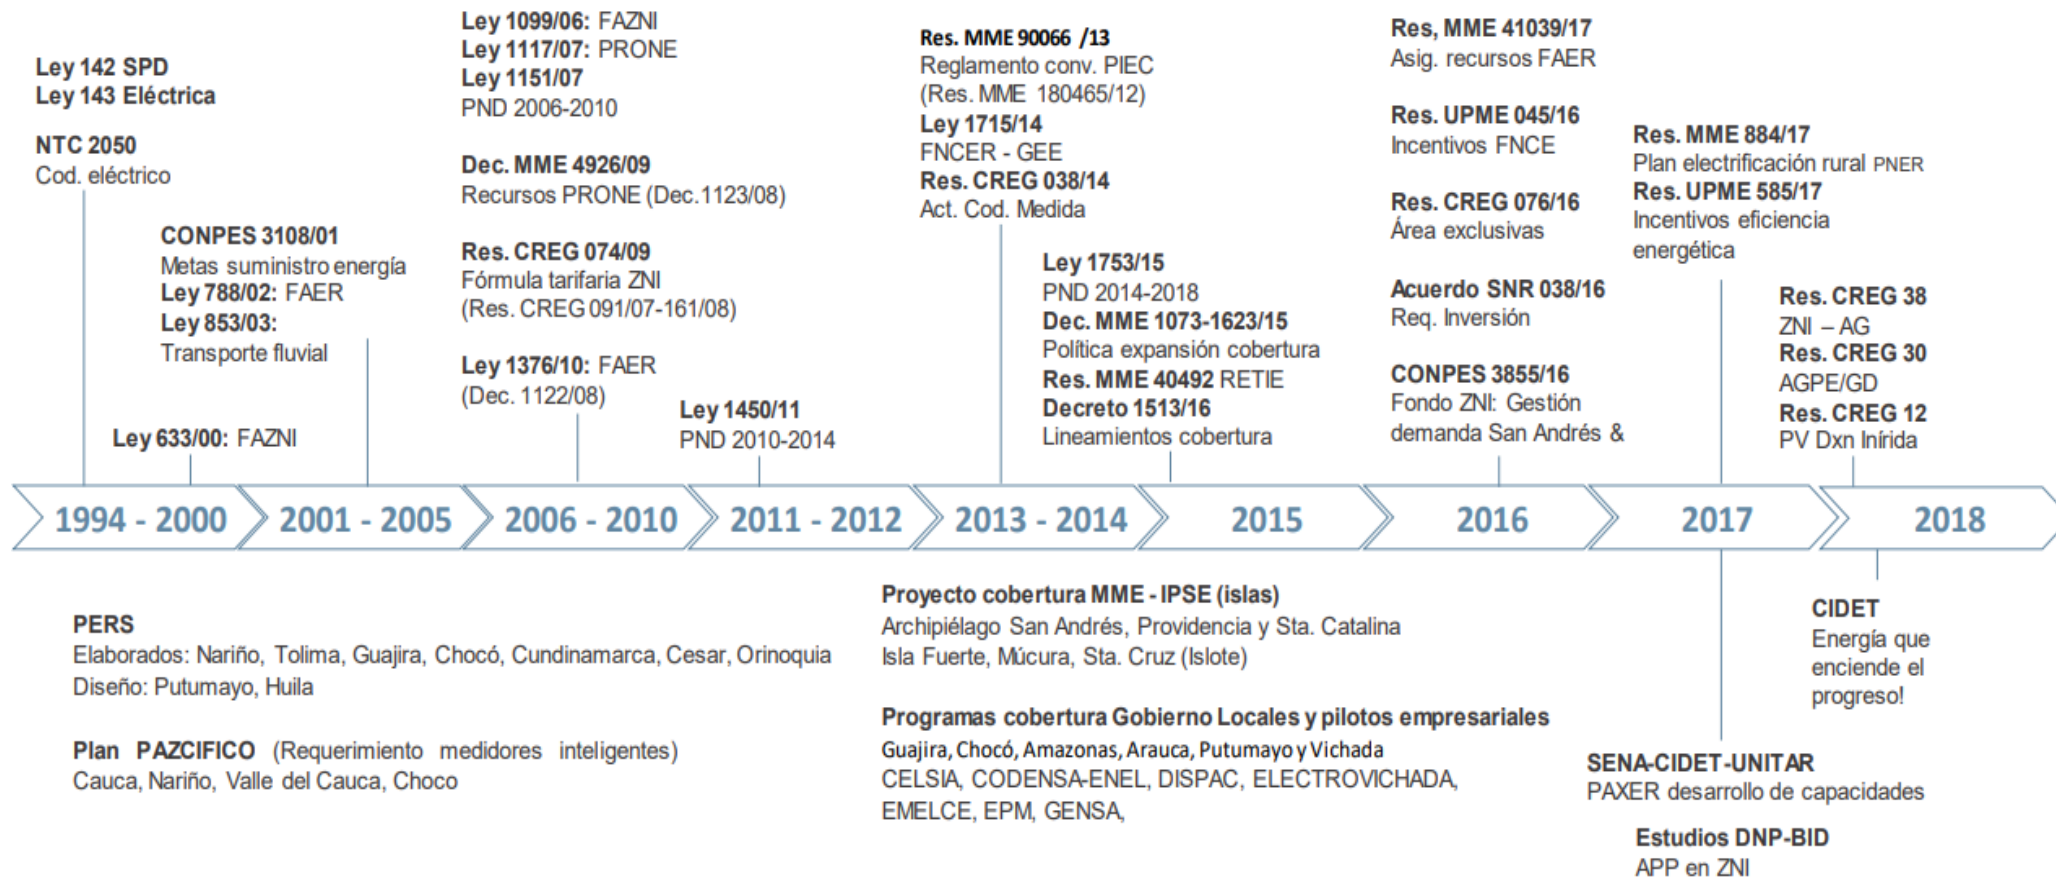 Ley 142 SPD
Ley 143 Eléctrica
NTC 2050
Cod. eléctrico
CONPES 3108/01
Metas suministro energía
Ley 788/02: FAER
Ley 853/03:
Transporte fluvial
Ley 633/00: FAZNI
Ley 1099/06: FAZNI
Ley 1117/07: PRONE
Ley 1151/07
PND 2006-2010
Dec. MME 4926/09
Recursos PRONE (Dec.1123/08)
Res. CREG 074/09
Fórmula tarifaria ZNI
(Res. CREG 091/07-161/08)
Ley 1376/10: FAER
(Dec. 1122/08)
Ley 1450/11
PND 2010-2014
Res. MME 90066 /13
Reglamento conv. PIEC
(Res. MME 180465/12)
Ley 1715/14
FNCER - GEE
Res. CREG 038/14
Act. Cod. Medida
Ley 1753/15
PND 2014-2018
Dec. MME 1073-1623/15
Política expansión cobertura
Res. MME 40492 RETIE
Decreto 1513/16
Lineamientos cobertura
Res, MME 41039/17
Asig. recursos FAER
Res. UPME 045/16
Incentivos FNCE
Res. CREG 076/16
Área exclusivas
Acuerdo SNR 038/16
Req. Inversión
CONPES 3855/16
Fondo ZNI: Gestión
demanda San Andrés &
Res. MME 884/17
Plan electrificación rural PNER
Res. UPME 585/17
Incentivos eficiencia
energética
Res. CREG 38
ZNI – AG
Res. CREG 30
AGPE/GD
Res. CREG 12
PV Dxn Inírida
1994 - 2000
2001 - 2005
2006 - 2010
2011 - 2012
2013 - 2014
2015
2016
2017
2018
PERS
Elaborados: Nariño, Tolima, Guajira, Chocó, Cundinamarca, Cesar, Orinoquia
Diseño: Putumayo, Huila
Plan PAZCIFICO (Requerimiento medidores inteligentes)
Cauca, Nariño, Valle del Cauca, Choco
Proyecto cobertura MME - IPSE (islas)
Archipiélago San Andrés, Providencia y Sta. Catalina
Isla Fuerte, Múcura, Sta. Cruz (Islote)
Programas cobertura Gobierno Locales y pilotos empresariales
Guajira, Chocó, Amazonas, Arauca, Putumayo y Vichada
CELSIA, CODENSA-ENEL, DISPAC, ELECTROVICHADA,
EMELCE, EPM, GENSA,
CIDET
Energía que
enciende el
progreso!
SENA-CIDET-UNITAR
PAXER desarrollo de capacidades
Estudios DNP-BID
APP en ZNI